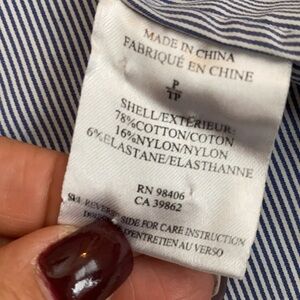 MADE IN CHINA
FABRIQUÉ EN CHINE
P
TP
SHELL/EXTÉRIEUR:
78%COTTON/COTON
16%NYLON/NYLON
6%ELASTANE/ELASTHANNE
RN 98406
CA 39862
REVERSE SIDE FOR CARE INSTRUCTION
D'ENTRETIEN AU VERSO